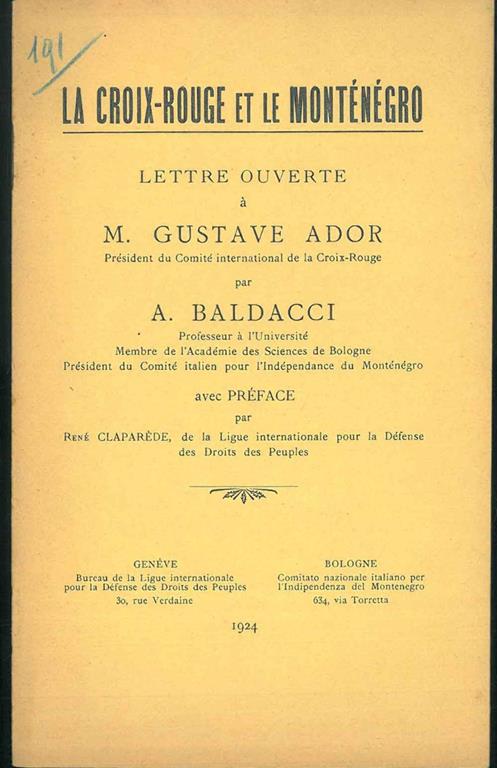 191
LA CROIX-ROUGE ET LE MONTÉNÉGRO
LETTRE OUVERTE
à
M. GUSTAVE ADOR
Président du Comité international de la Croix-Rouge
par
A. BALDACCI
Professeur à l'Université
Membre de l'Académie des Sciences de Bologne
Président du Comité italien pour l'Indépendance du Monténégro
avec PRÉFACE
par
RENÉ CLAPARÈDE, de la Ligue internationale pour la Défense
des Droits des Peuples
GENÉVE
Bureau de la Ligue internationale
pour la Défense des Droits des Peuples
30, rue Verdaine
BOLOGNE
Comitato nazionale italiano per
l'Indipendenza del Montenegro
634, via Torretta
1924